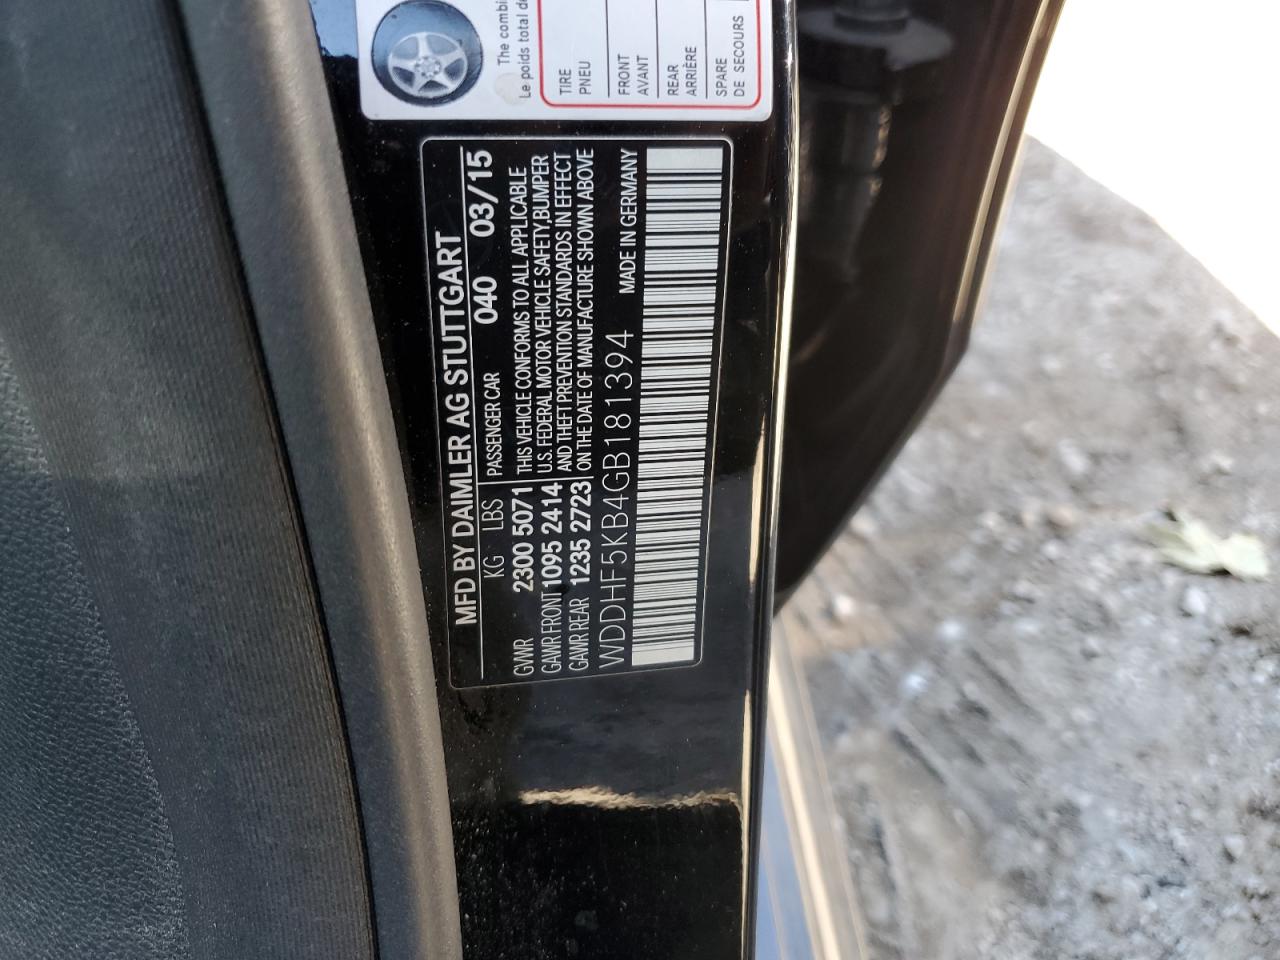 MFD BY DAIMLER AG STUTTGART
KG LBS PASSENGER CAR 040 03/15
GVWR 2300 5071 THIS VEHICLE CONFORMS TO ALL APPLICABLE
GAWR FRONT 1095 2414 U.S. FEDERAL MOTOR VEHICLE SAFETY,BUMPER
GAWR REAR 1235 2723 AND THEFT PREVENTION STANDARDS IN EFFECT
ON THE DATE OF MANUFACTURE SHOWN ABOVE
WDDHF5KB4GB181394 MADE IN GERMANY
The
Le poids total
TIRE
PNEU
FRONT
AVANT
REAR
ARRIÈRE
SPARE
DE SECOURS